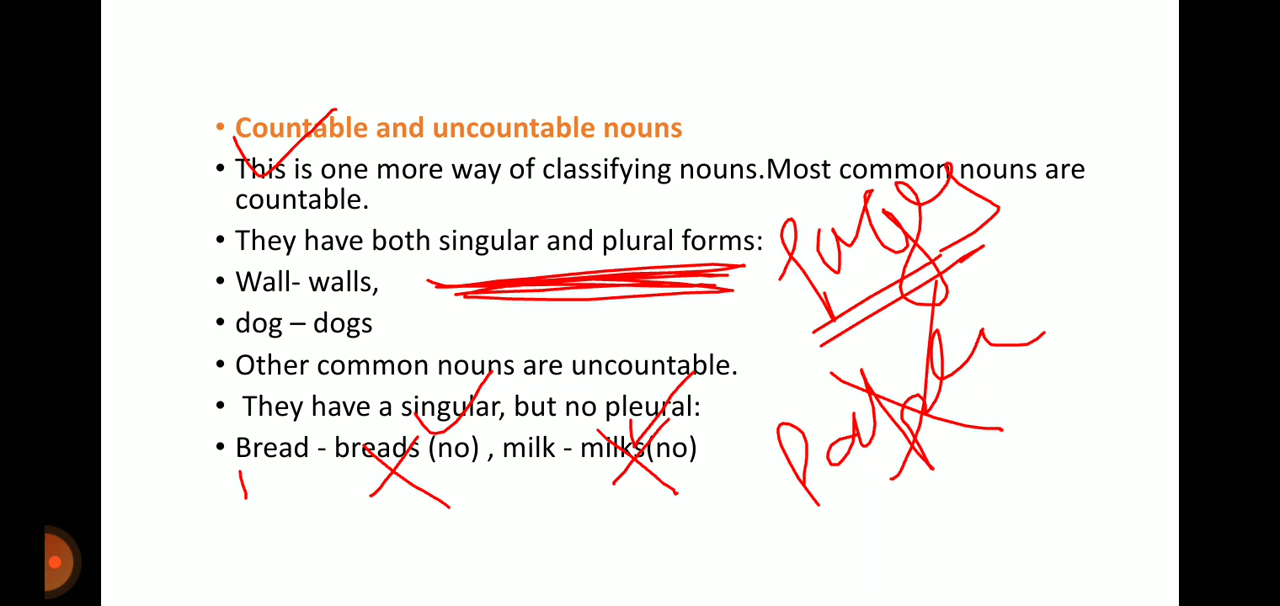 • Countable and uncountable nouns
• This is one more way of classifying nouns.Most common nouns are
countable.
• They have both singular and plural forms:
• Wall- walls,
• dog – dogs
• Other common nouns are uncountable.
• They have a singular, but no pleural:
• Bread - breads (no) , milk - milks(no)